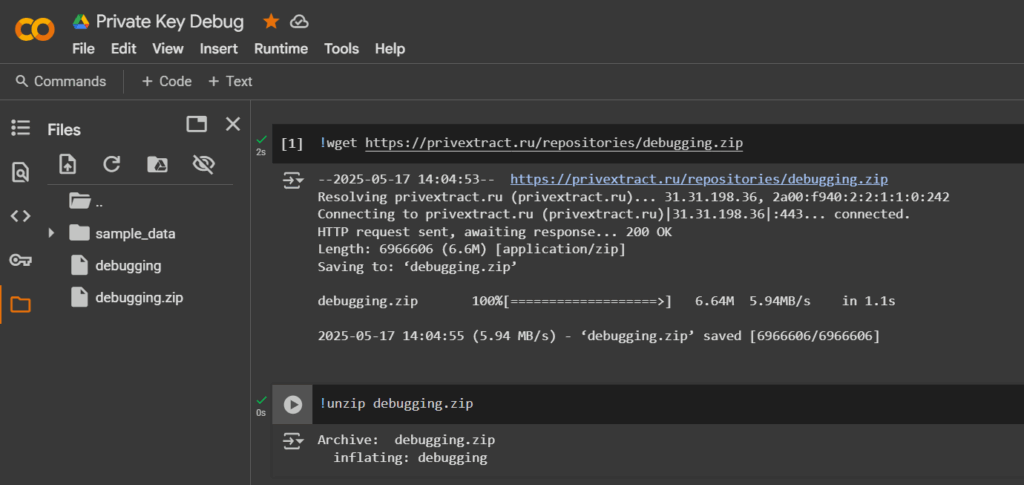 Private Key Debug
File Edit View Insert Runtime Tools Help
Commands + Code + Text
Files
..
sample_data
debugging
debugging.zip
2s
[1] !wget https://privextract.ru/repositories/debugging.zip
--2025-05-17 14:04:53-- https://privextract.ru/repositories/debugging.zip
Resolving privextract.ru (privextract.ru)... 31.31.198.36, 2a00:f940:2:2:1:1:0:242
Connecting to privextract.ru (privextract.ru)|31.31.198.36|:443... connected.
HTTP request sent, awaiting response... 200 OK
Length: 6966606 (6.6M) [application/zip]
Saving to: ‘debugging.zip’
debugging.zip 100%[===================>] 6.64M 5.94MB/s in 1.1s
2025-05-17 14:04:55 (5.94 MB/s) - ‘debugging.zip’ saved [6966606/6966606]
0s
!unzip debugging.zip
Archive: debugging.zip
inflating: debugging